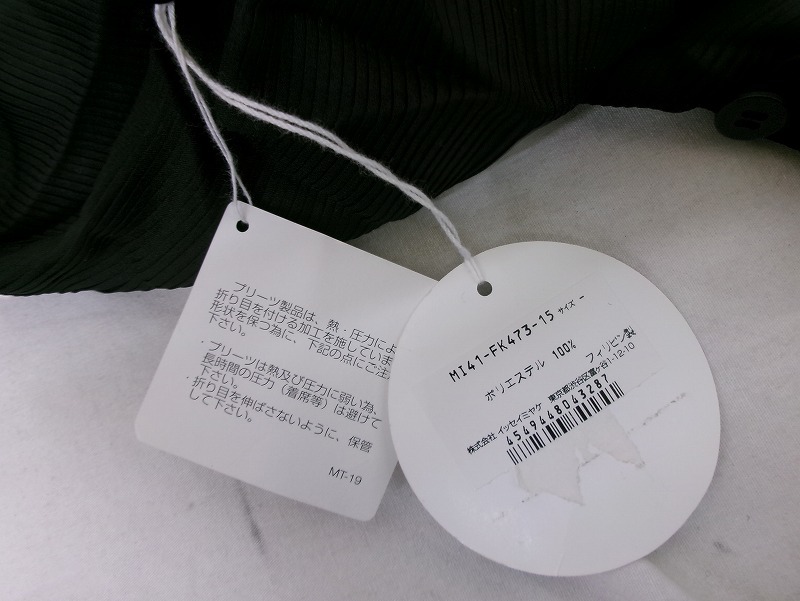 プリーツ製品は、熱・圧力によ
折り目を付ける加工を施していま
形状を保つ為に、下記の点にご注
下さい。
・プリーツは熱及び圧力に弱い為、
長時間の圧力（着席等）は避けて
下さい。
・折り目を伸ばさないように、保管
して下さい。
MT-19
MI41-FK473-15 サイズ -
ポリエステル 100%
フィリピン製
株式会社 イッセイミヤケ 東京都渋谷区富ヶ谷1-12-10
4549448043287